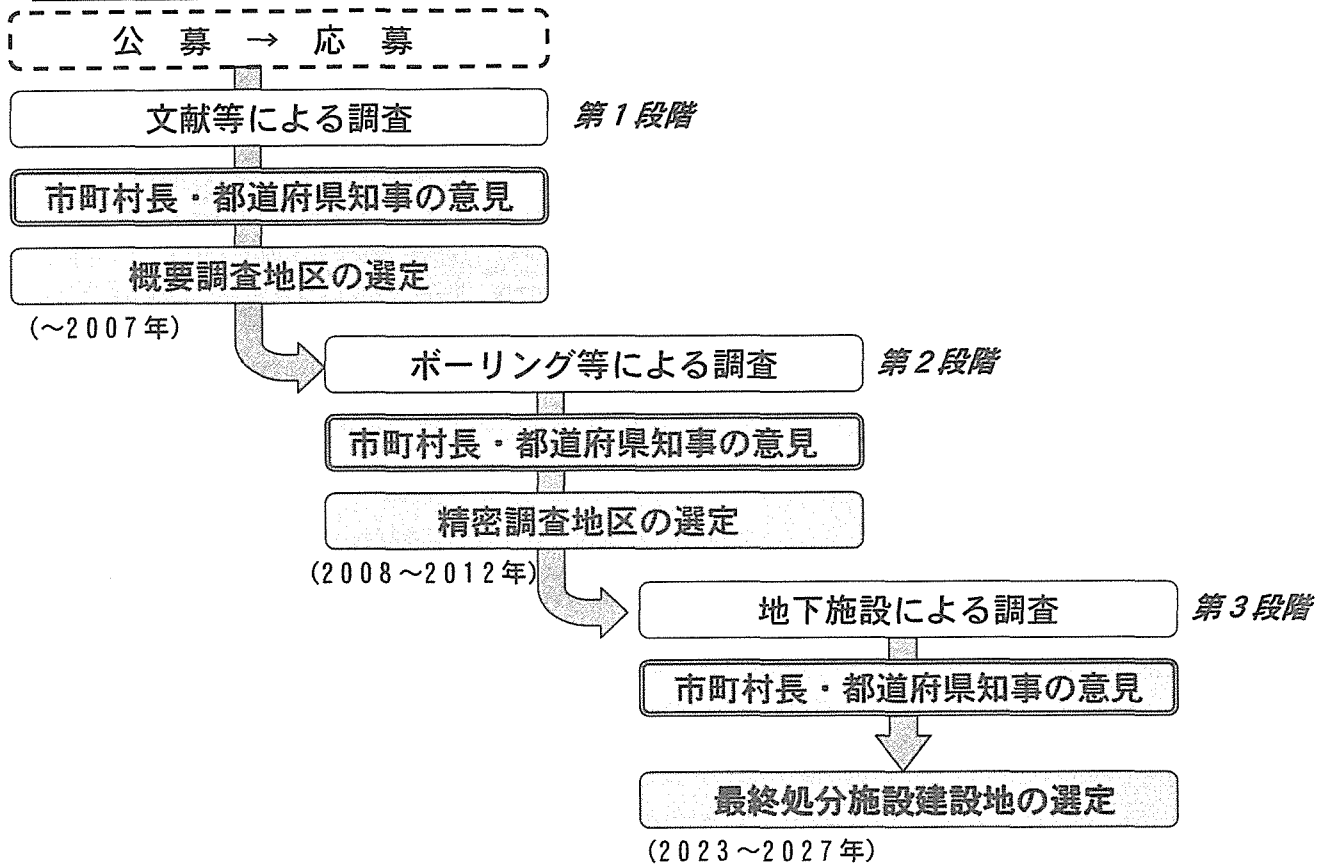 公 募 → 応 募
文献等による調査
第1段階
市町村長・都道府県知事の意見
概要調査地区の選定
(~2007年)
ボーリング等による調査
第2段階
市町村長・都道府県知事の意見
精密調査地区の選定
(2008~2012年)
地下施設による調査
第3段階
市町村長・都道府県知事の意見
最終処分施設建設地の選定
(2023~2027年)